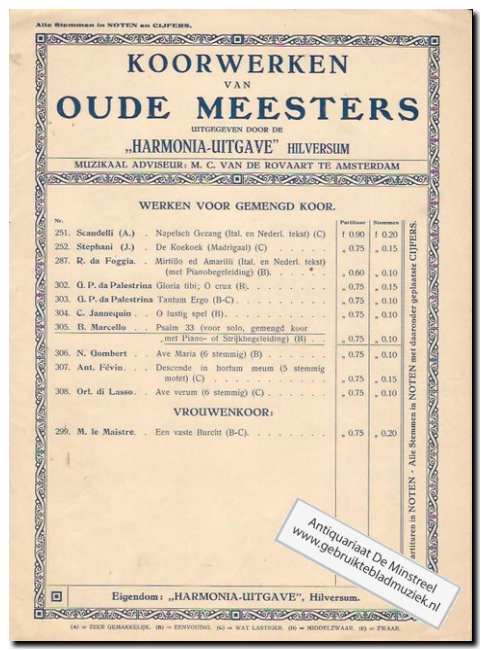 Alle Stemmen in NOTEN en CIJFERS.
KOORWERKEN
VAN
OUDE MEESTERS
UITGEGEVEN DOOR DE
„HARMONIA-UITGAVE” HILVERSUM
MUZIKAAL ADVISEUR: M. C. VAN DE ROVAART TE AMSTERDAM
WERKEN VOOR GEMENGD KOOR.
Nr. Partituur Stemmen
251. Scandelli (A.) . Napelsch Gezang (Ital. en Nederl. tekst) (C) f 0.90 f 0.20
252. Stephani (J.) . De Koekoek (Madrigaal) (C) . . . . . . „ 0.75 „ 0.15
287. R. da Foggia. . Mirtillo ed Amarilli (Ital. en Nederl. tekst)
(met Pianobegeleiding) (B). . . . . . . „ 0.60 „ 0.10
302. G. P. da Palestrina Gloria tibi; O crux (B). . . . . . . . „ 0.75 „ 0.15
303. G. P. da Palestrina Tantum Ergo (B-C) . . . . . . . . . „ 0.75 „ 0.10
304. C. Jannequin . . O lustig spel (B) . . . . . . . . . „ 0.75 „ 0.10
305. B. Marcello . . Psalm 33 (voor solo, gemengd koor
met Piano- of Strijkbegeleiding) (B) . . „ 0.75 „ 0.10
306. N. Gombert . . Ave Maria (6 stemmig) (B) . . . . . . „ 0.75 „ 0.10
307. Ant. Févin. . . Descende in hortum meum (5 stemmig
motet) (C) . . . . . . . . . . . „ 0.75 „ 0.15
308. Orl. di Lasso. . Ave verum (6 stemmig) (C) . . . . . . „ 0.75 „ 0.10
VROUWENKOOR:
299. M. le Maistre. . Een vaste Burcht (B-C). . . . . . . . „ 0.75 „ 0.20
Partituren in NOTEN - Alle Stemmen in NOTEN met daaronder geplaatste CIJFERS.
Antiquariaat De Minstreel
www.gebruiktebladmuziek.nl
Eigendom: „HARMONIA-UITGAVE”, Hilversum.
(A) = ZEER GEMAKKELIJK. (B) = EENVOUDIG. (C) = WAT LASTIGER. (D) = MIDDELZWAAR. (E) = ZWAAR.